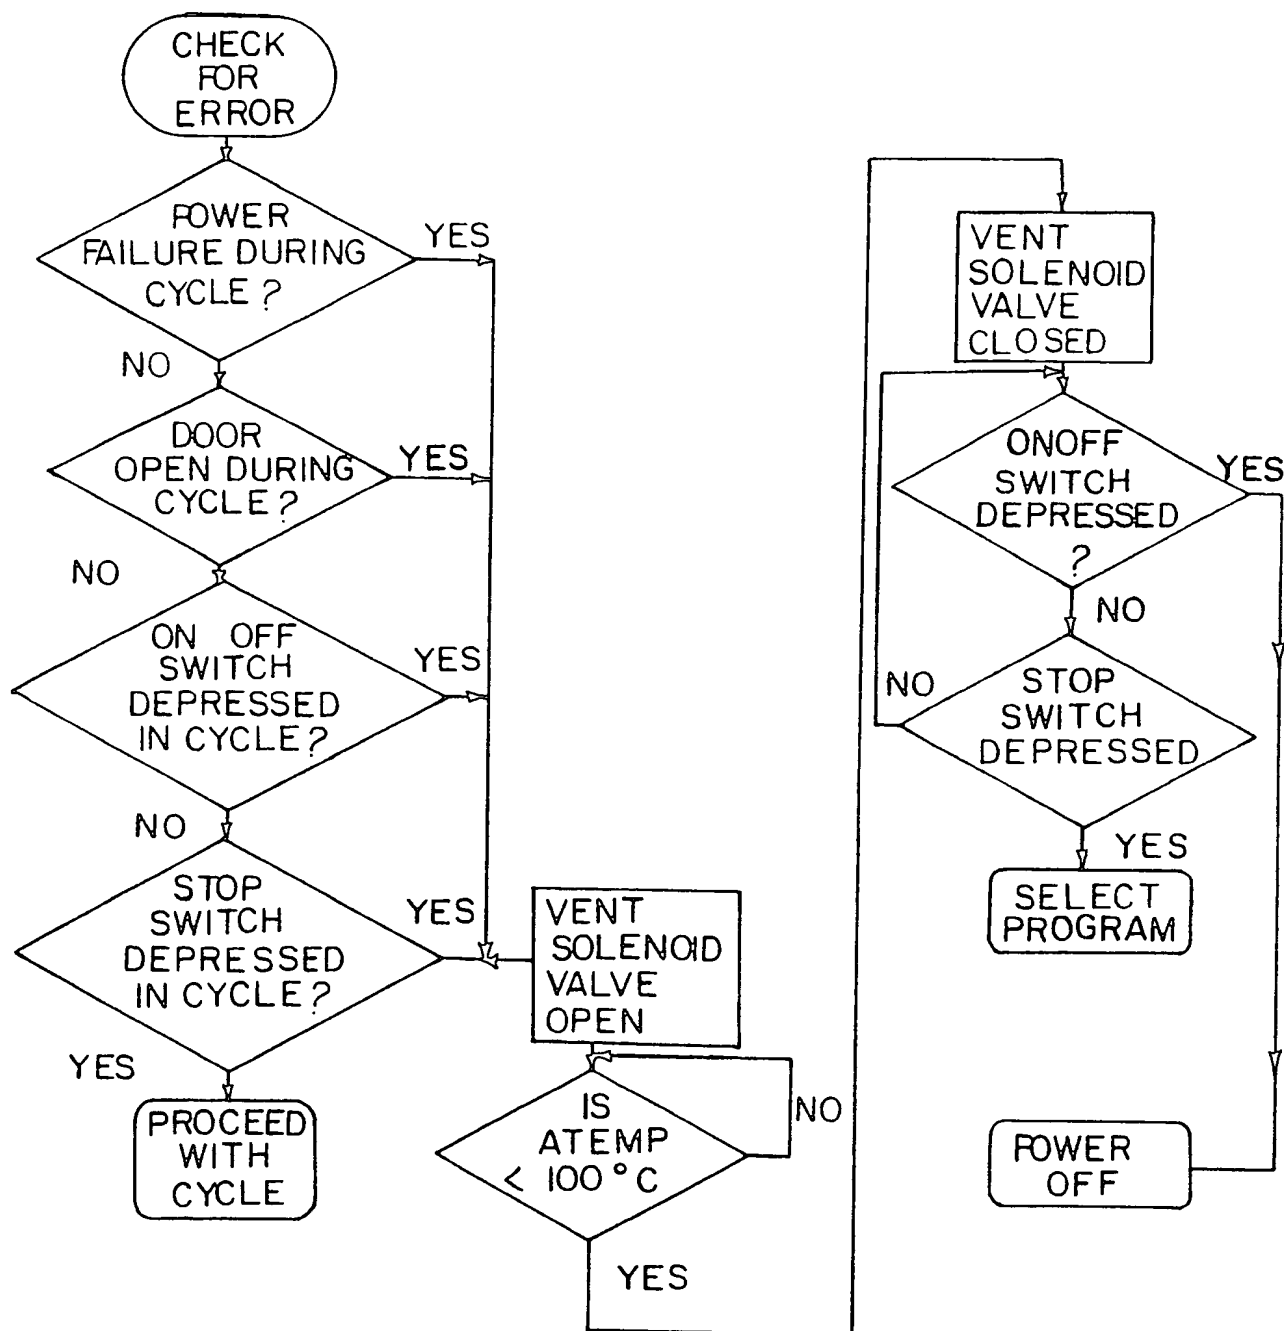 CHECK
FOR
ERROR
POWER
FAILURE DURING
CYCLE?
YES
NO
DOOR
OPEN DURING
CYCLE?
YES
NO
ON OFF
SWITCH
DEPRESSED
IN CYCLE?
YES
NO
STOP
SWITCH
DEPRESSED
IN CYCLE?
YES
YES
PROCEED
WITH
CYCLE
VENT
SOLENOID
VALVE
OPEN
IS
ATEMP
< 100°C
NO
YES
VENT
SOLENOID
VALVE
CLOSED
ONOFF
SWITCH
DEPRESSED
?
YES
NO
STOP
SWITCH
DEPRESSED
NO
YES
SELECT
PROGRAM
POWER
OFF